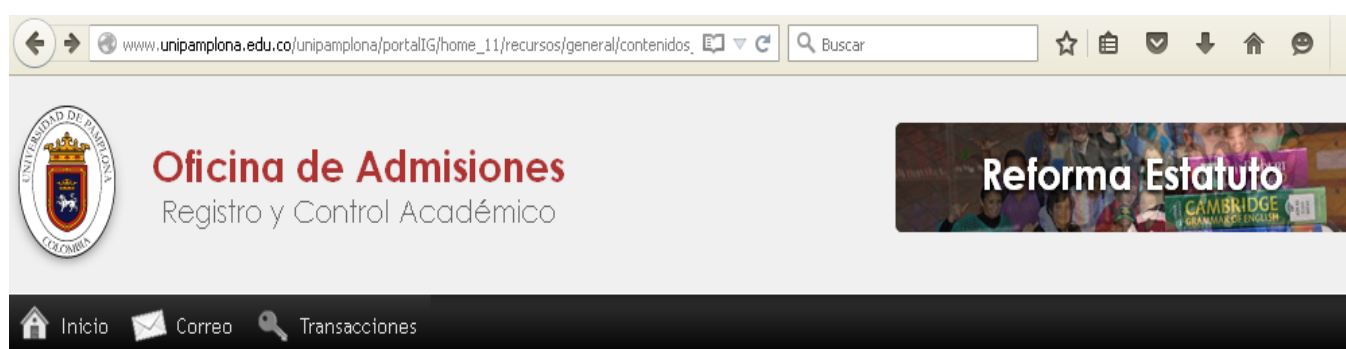 www.unipamplona.edu.co/unipamplona/portalIG/home_11/recursos/general/contenidos_
Buscar
UNIVERSIDAD DE PAMPLONA
COLOMBIA
Oficina de Admisiones
Registro y Control Académico
Reforma Estatuto
CAMBRIDGE
GRAMMAR OF ENGLISH
Inicio
Correo
Transacciones